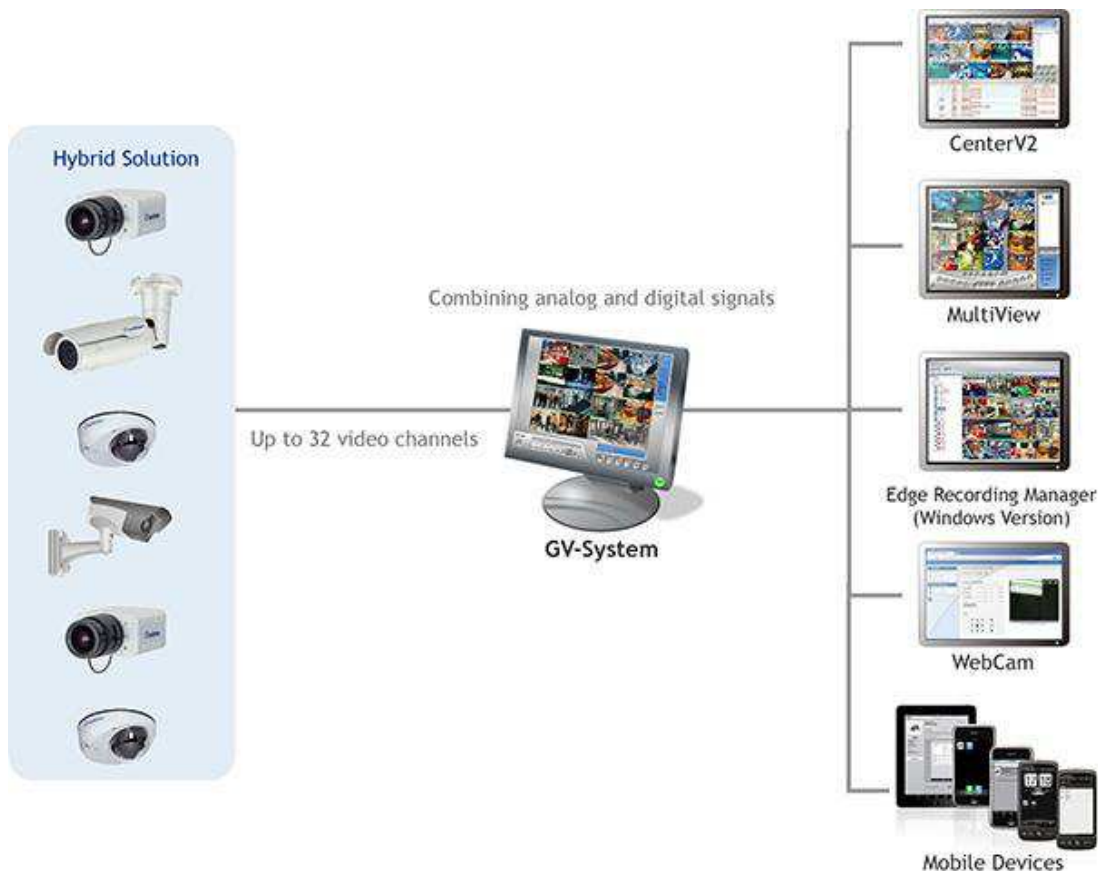 Hybrid Solution
Combining analog and digital signals
Up to 32 video channels
GV-System
CenterV2
MultiView
Edge Recording Manager
(Windows Version)
WebCam
Mobile Devices